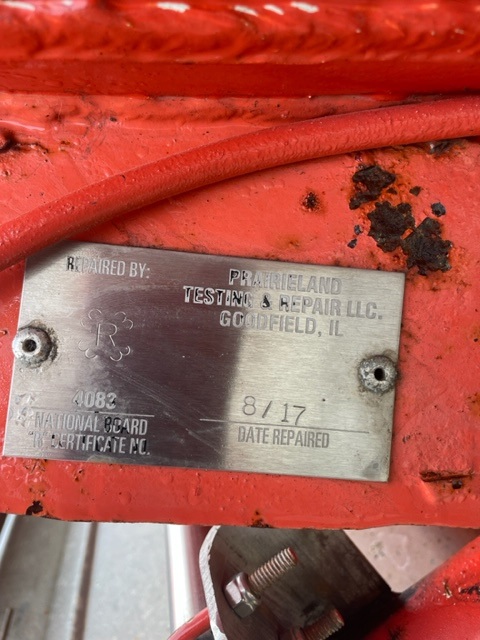 REPAIRED BY:
PRAIRIELAND
TESTING & REPAIR LLC.
GOODFIELD, IL
R
4083
NATIONAL BOARD
"R" CERTIFICATE NO.
8/17
DATE REPAIRED